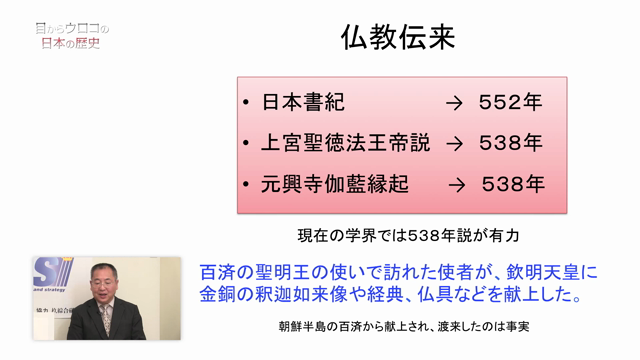 目からウロコの
日本の歴史
仏教伝来
• 日本書紀 → 552年
• 上宮聖徳法王帝説 → 538年
• 元興寺伽藍縁起 → 538年
現在の学界では538年説が有力
百済の聖明王の使いで訪れた使者が、欽明天皇に
金銅の釈迦如来像や経典、仏具などを献上した。
朝鮮半島の百済から献上され、渡来したのは事実
and strategy